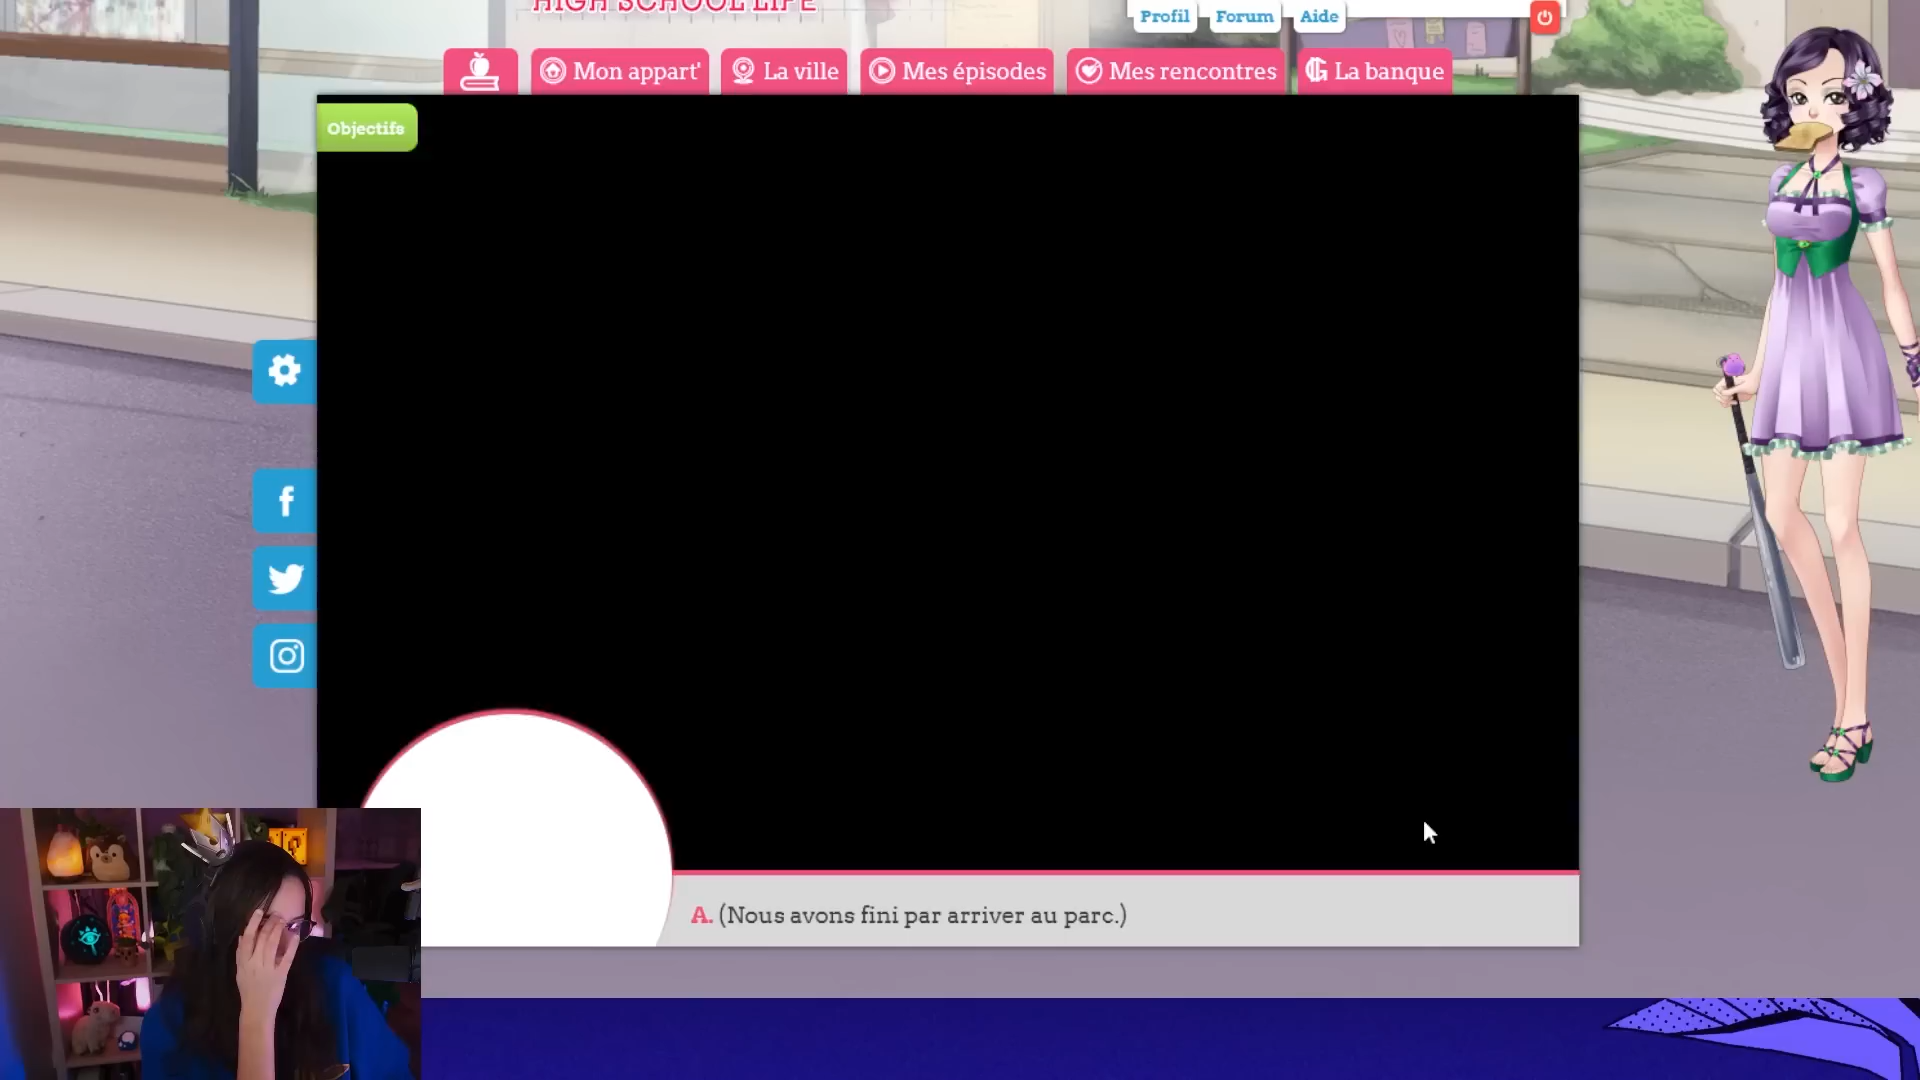 HIGH SCHOOL LIFE
Profil
Forum
Aide
Mon appart'
La ville
Mes épisodes
Mes rencontres
La banque
Objectifs
A. (Nous avons fini par arriver au parc.)